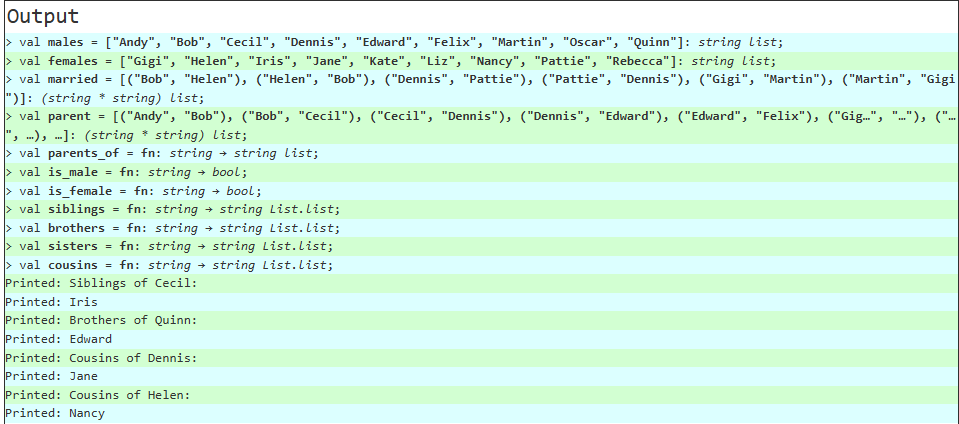 Output
> val males = ["Andy", "Bob", "Cecil", "Dennis", "Edward", "Felix", "Martin", "Oscar", "Quinn"]: string list;
> val females = ["Gigi", "Helen", "Iris", "Jane", "Kate", "Liz", "Nancy", "Pattie", "Rebecca"]: string list;
> val married = [("Bob", "Helen"), ("Helen", "Bob"), ("Dennis", "Pattie"), ("Pattie", "Dennis"), ("Gigi", "Martin"), ("Martin", "Gigi
")]: (string * string) list;
> val parent = [("Andy", "Bob"), ("Bob", "Cecil"), ("Cecil", "Dennis"), ("Dennis", "Edward"), ("Edward", "Felix"), ("Gig…", "…"), ("…
", …), …]: (string * string) list;
> val parents_of = fn: string → string list;
> val is_male = fn: string → bool;
> val is_female = fn: string → bool;
> val siblings = fn: string → string List.list;
> val brothers = fn: string → string List.list;
> val sisters = fn: string → string List.list;
> val cousins = fn: string → string List.list;
Printed: Siblings of Cecil:
Printed: Iris
Printed: Brothers of Quinn:
Printed: Edward
Printed: Cousins of Dennis:
Printed: Jane
Printed: Cousins of Helen:
Printed: Nancy